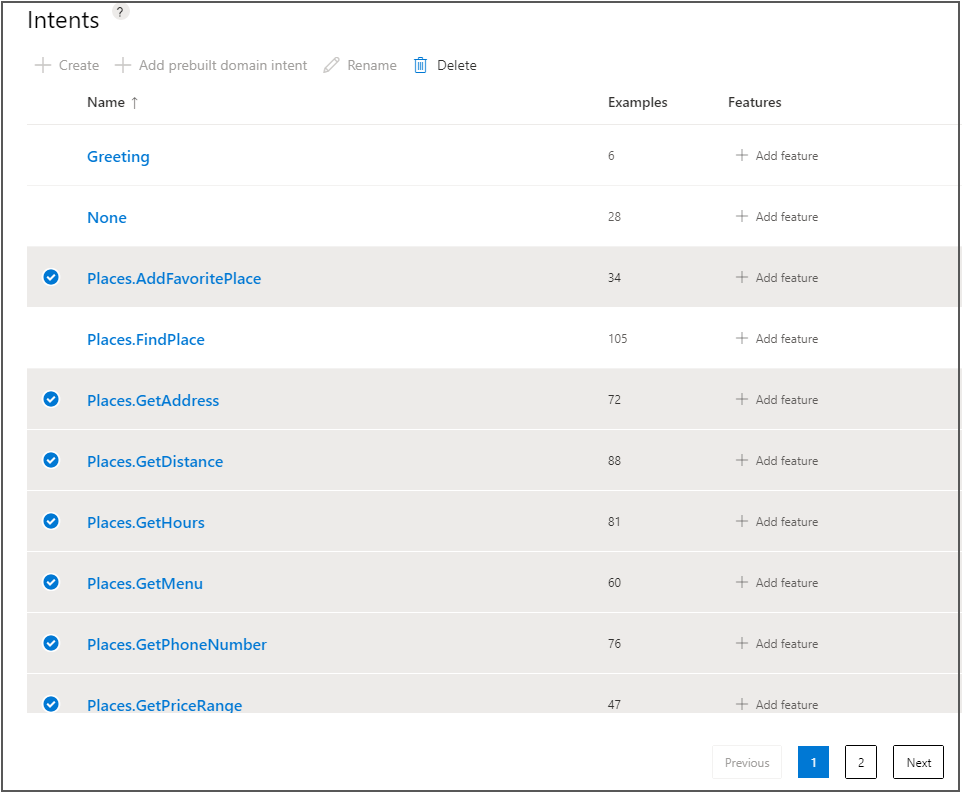 Intents ?
Create Add prebuilt domain intent Rename Delete
Name ↑ Examples Features
Greeting 6 + Add feature
None 28 + Add feature
Places.AddFavoritePlace 34 + Add feature
Places.FindPlace 105 + Add feature
Places.GetAddress 72 + Add feature
Places.GetDistance 88 + Add feature
Places.GetHours 81 + Add feature
Places.GetMenu 60 + Add feature
Places.GetPhoneNumber 76 + Add feature
Places.GetPriceRange 47 + Add feature
Previous 1 2 Next